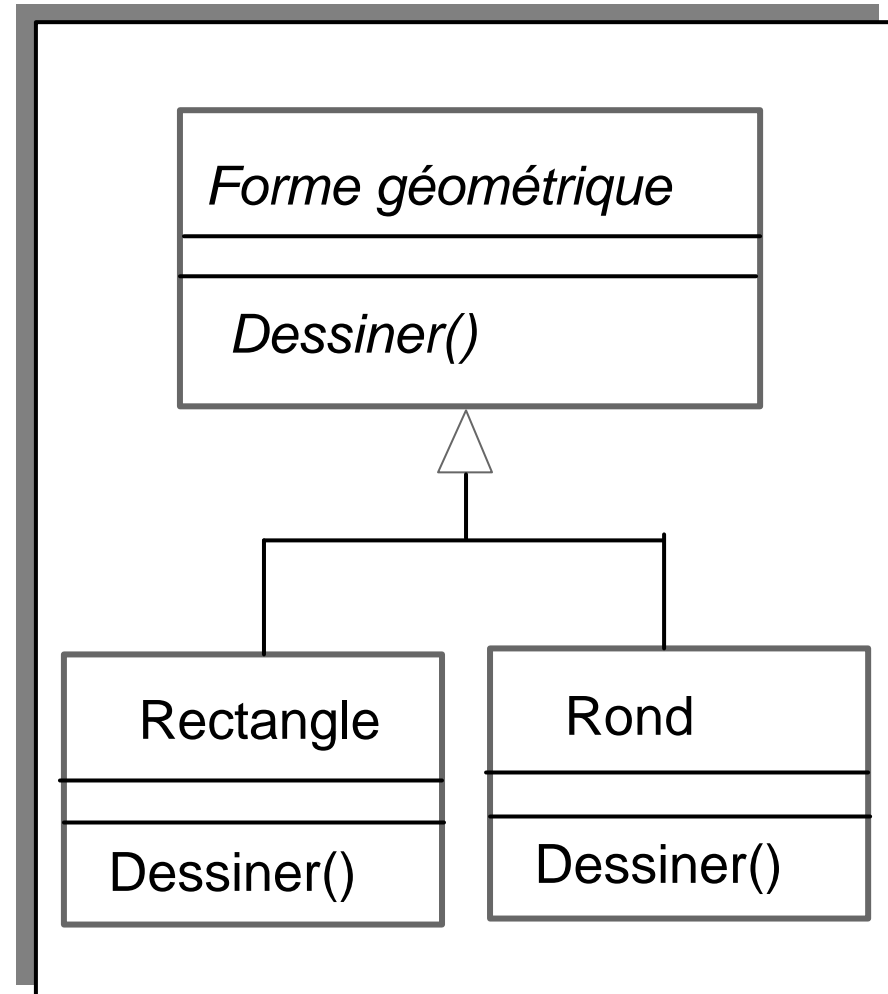 Forme géométrique
Dessiner()
Rectangle
Dessiner()
Rond
Dessiner()